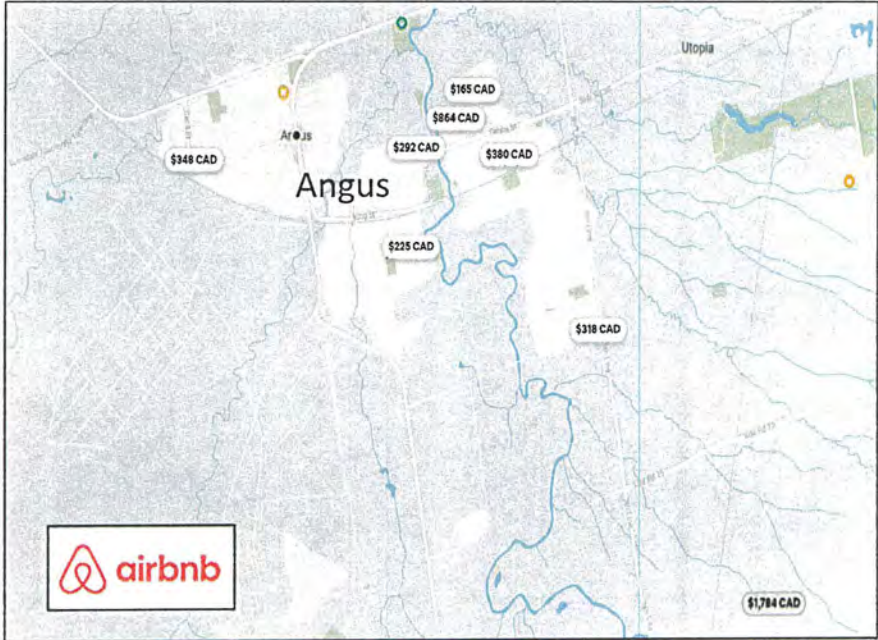 Utopia
$165 CAD
$864 CAD
$292 CAD
$380 CAD
$348 CAD
Angus
$225 CAD
$318 CAD
airbnb
$1,784 CAD